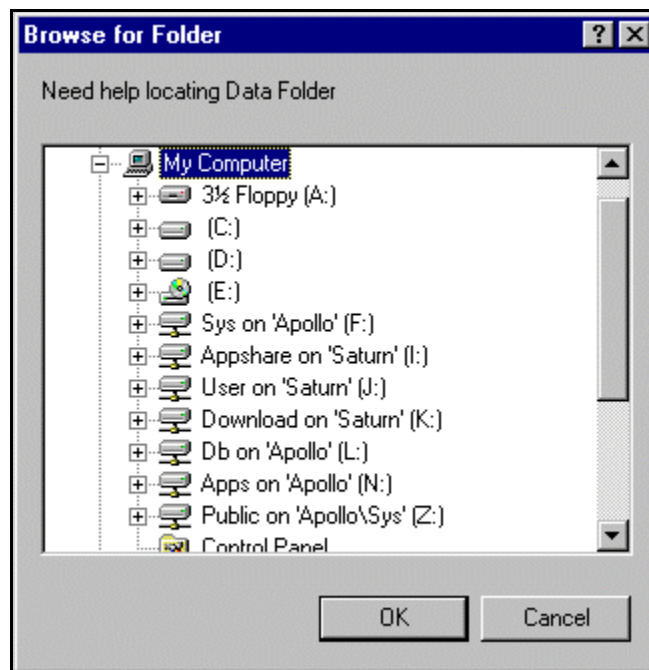 Browse for Folder
Need help locating Data Folder
My Computer
3½ Floppy (A:)
(C:)
(D:)
(E:)
Sys on 'Apollo' (F:)
Appshare on 'Saturn' (I:)
User on 'Saturn' (J:)
Download on 'Saturn' (K:)
Db on 'Apollo' (L:)
Apps on 'Apollo' (N:)
Public on 'Apollo\Sys' (Z:)
Control Panel
OK Cancel